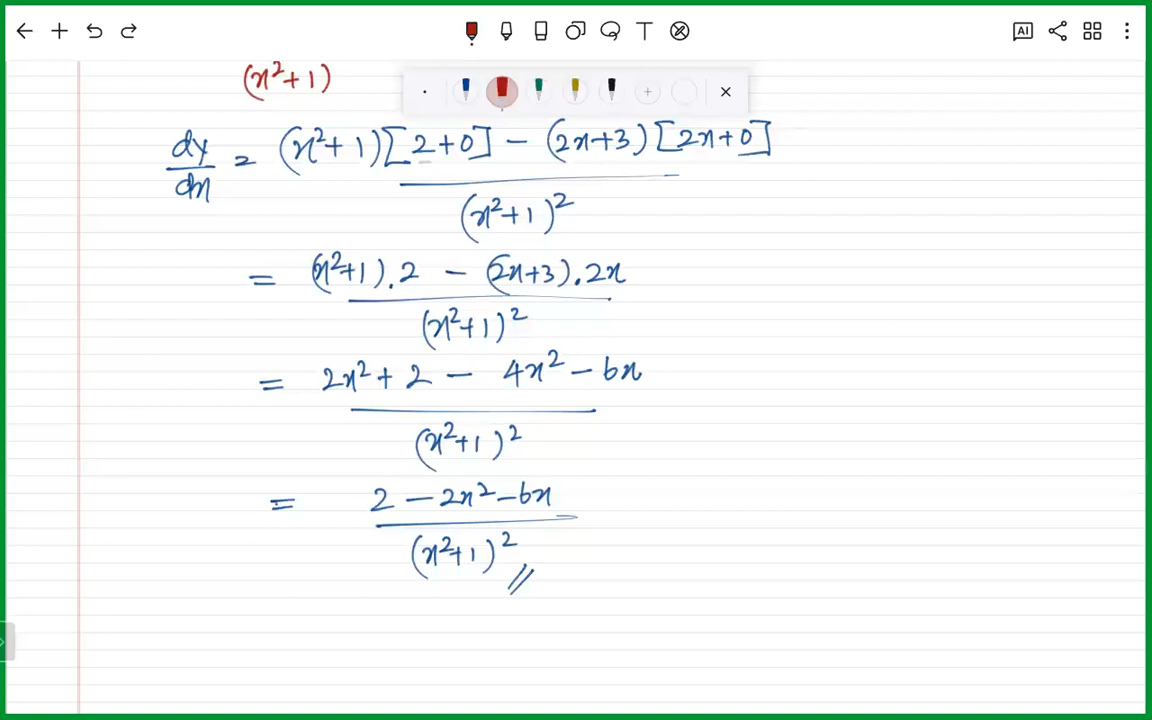 AI
(x²+1)
dy/dx = (x²+1)[2+0] - (2x+3)[2x+0]
(x²+1)²
= (x²+1).2 - (2x+3).2x
(x²+1)²
= 2x²+2 - 4x²-6x
(x²+1)²
= 2-2x²-6x
(x²+1)² //